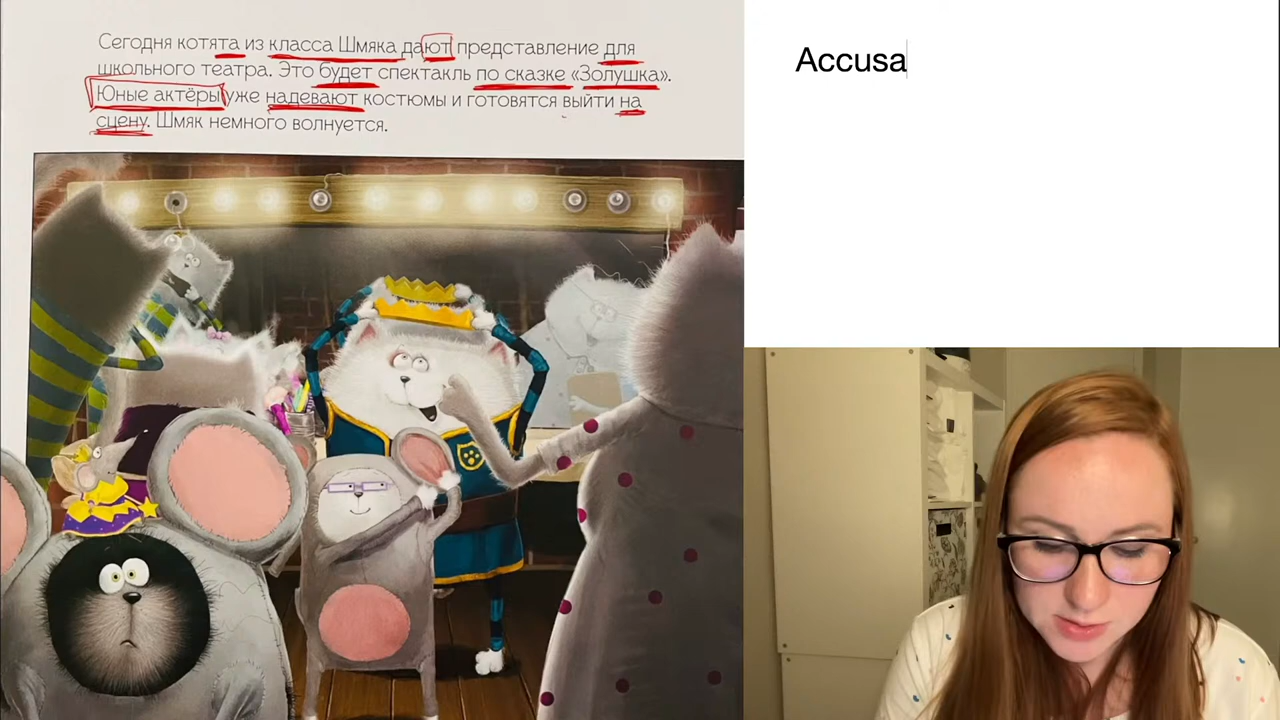 Сегодня котята из класса Шмяка дают представление для
школьного театра. Это будет спектакль по сказке «Золушка».
Юные актёры уже надевают костюмы и готовятся выйти на
сцену. Шмяк немного волнуется.
Accusa